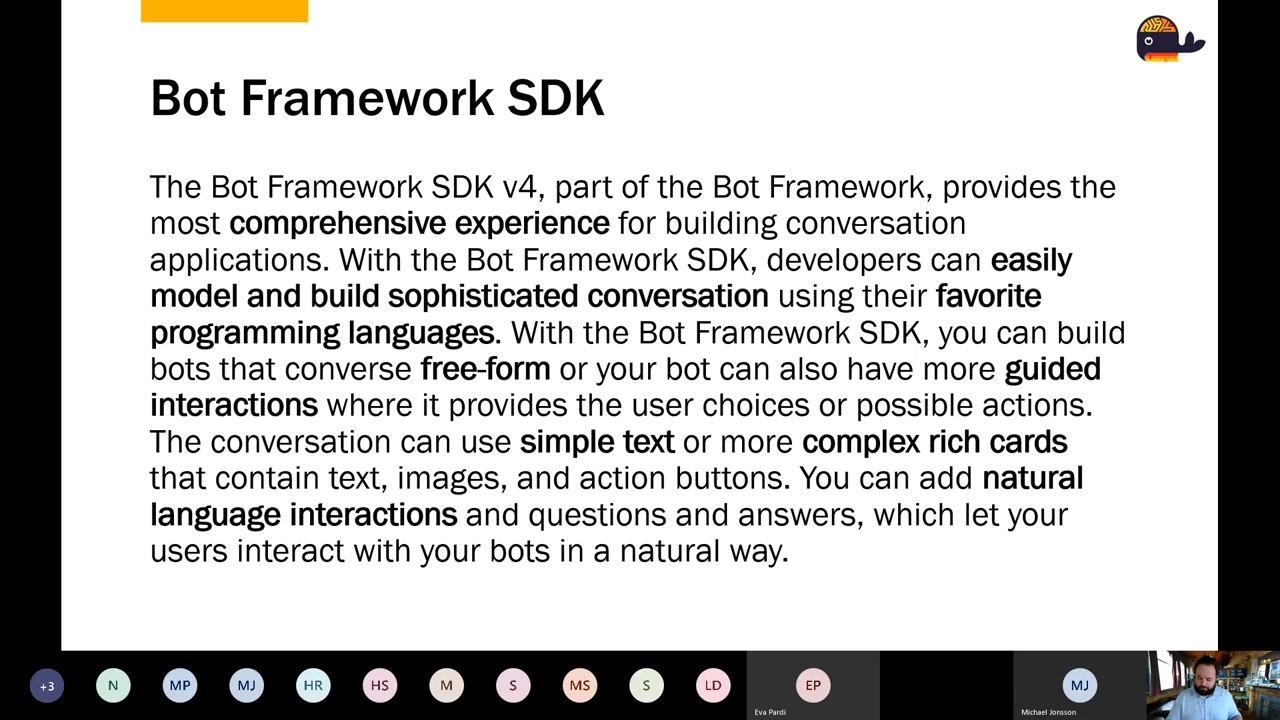 Bot Framework SDK
The Bot Framework SDK v4, part of the Bot Framework, provides the
most comprehensive experience for building conversation
applications. With the Bot Framework SDK, developers can easily
model and build sophisticated conversation using their favorite
programming languages. With the Bot Framework SDK, you can build
bots that converse free-form or your bot can also have more guided
interactions where it provides the user choices or possible actions.
The conversation can use simple text or more complex rich cards
that contain text, images, and action buttons. You can add natural
language interactions and questions and answers, which let your
users interact with your bots in a natural way.
+3 N MP MJ HR HS M S MS S LD EP MJ
Eva Pardi Michael Jonsson